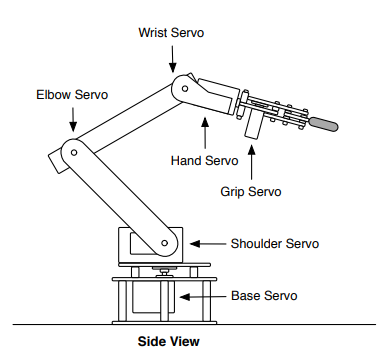 Wrist Servo
Elbow Servo
Hand Servo
Grip Servo
Shoulder Servo
Base Servo
Side View